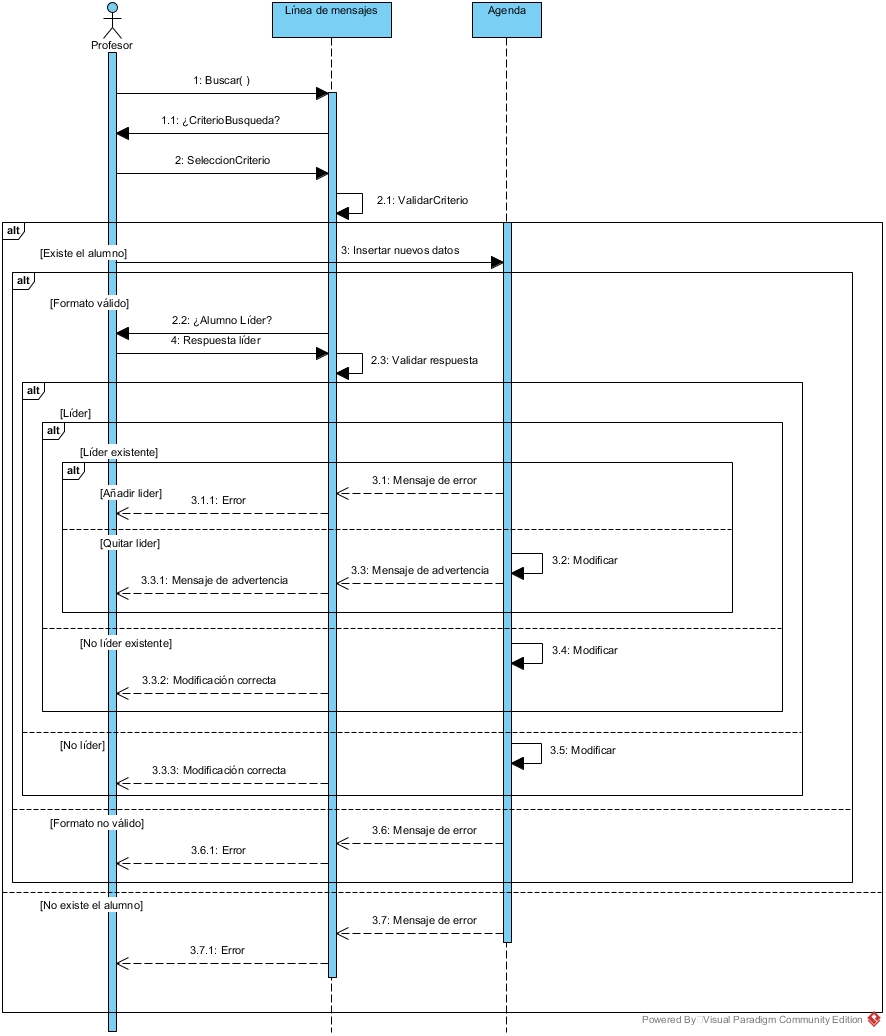 Profesor
Línea de mensajes
Agenda
1: Buscar( )
1.1: ¿CriterioBusqueda?
2: SeleccionCriterio
2.1: ValidarCriterio
alt
[Existe el alumno]
3: Insertar nuevos datos
alt
[Formato válido]
2.2: ¿Alumno Líder?
4: Respuesta líder
2.3: Validar respuesta
alt
[Líder]
alt
[Líder existente]
alt
3.1: Mensaje de error
[Añadir lider]
3.1.1: Error
[Quitar lider]
3.2: Modificar
3.3: Mensaje de advertencia
3.3.1: Mensaje de advertencia
[No líder existente]
3.4: Modificar
3.3.2: Modificación correcta
[No líder]
3.5: Modificar
3.3.3: Modificación correcta
[Formato no válido]
3.6: Mensaje de error
3.6.1: Error
[No existe el alumno]
3.7: Mensaje de error
3.7.1: Error
Powered By Visual Paradigm Community Edition